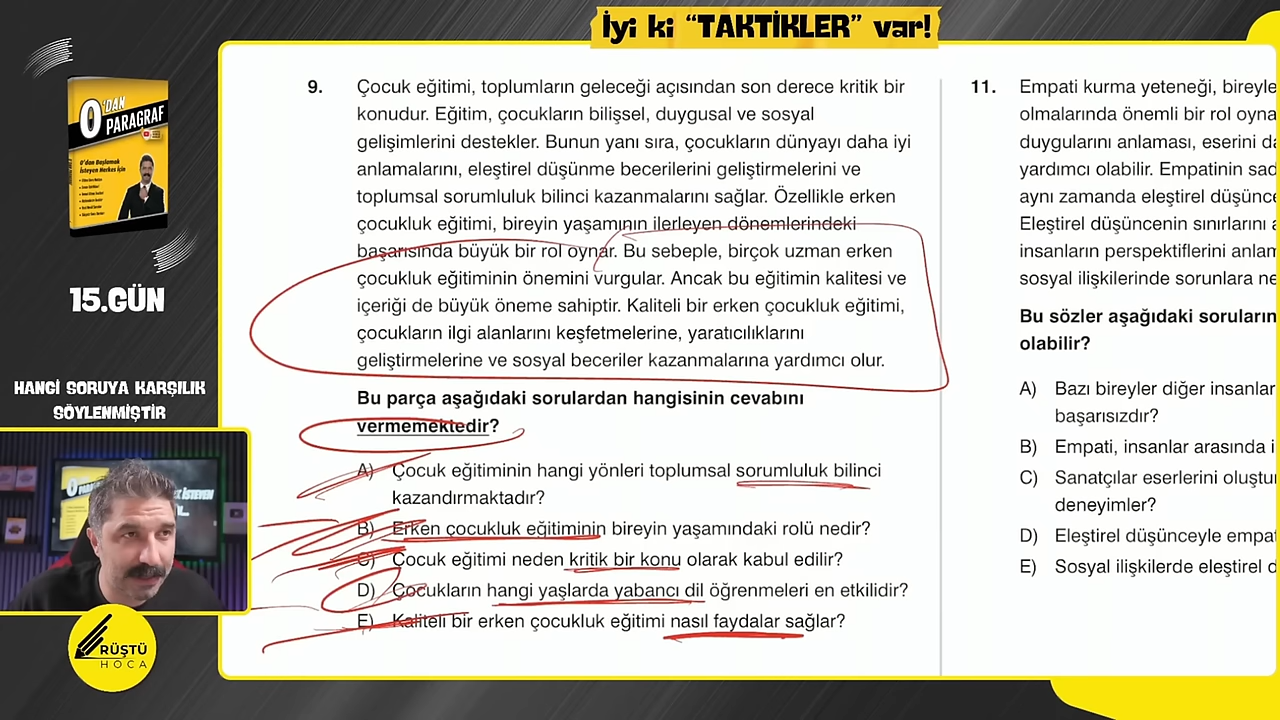 İyi ki “TAKTİKLER” var!
0'DAN
PARAGRAF
0'dan Başlamak
İsteyen Herkes İçin
15.GÜN
HANGİ SORUYA KARŞILIK
SÖYLENMİŞTİR
RÜŞTÜ
HOCA
9. Çocuk eğitimi, toplumların geleceği açısından son derece kritik bir
konudur. Eğitim, çocukların bilişsel, duygusal ve sosyal
gelişimlerini destekler. Bunun yanı sıra, çocukların dünyayı daha iyi
anlamalarını, eleştirel düşünme becerilerini geliştirmelerini ve
toplumsal sorumluluk bilinci kazanmalarını sağlar. Özellikle erken
çocukluk eğitimi, bireyin yaşamının ilerleyen dönemlerindeki
başarısında büyük bir rol oynar. Bu sebeple, birçok uzman erken
çocukluk eğitiminin önemini vurgular. Ancak bu eğitimin kalitesi ve
içeriği de büyük öneme sahiptir. Kaliteli bir erken çocukluk eğitimi,
çocukların ilgi alanlarını keşfetmelerine, yaratıcılıklarını
geliştirmelerine ve sosyal beceriler kazanmalarına yardımcı olur.
Bu parça aşağıdaki sorulardan hangisinin cevabını
vermemektedir?
A) Çocuk eğitiminin hangi yönleri toplumsal sorumluluk bilinci
kazandırmaktadır?
B) Erken çocukluk eğitiminin bireyin yaşamındaki rolü nedir?
C) Çocuk eğitimi neden kritik bir konu olarak kabul edilir?
D) Çocukların hangi yaşlarda yabancı dil öğrenmeleri en etkilidir?
E) Kaliteli bir erken çocukluk eğitimi nasıl faydalar sağlar?
11. Empati kurma yeteneği, bireyle
olmalarında önemli bir rol oyna
duygularını anlaması, eserini da
yardımcı olabilir. Empatinin sad
aynı zamanda eleştirel düşünce
Eleştirel düşüncenin sınırlarını a
insanların perspektiflerini anlam
sosyal ilişkilerinde sorunlara ne
Bu sözler aşağıdaki soruların
olabilir?
A) Bazı bireyler diğer insanlar
başarısızdır?
B) Empati, insanlar arasında i
C) Sanatçılar eserlerini oluştu
deneyimler?
D) Eleştirel düşünceyle empa
E) Sosyal ilişkilerde eleştirel d